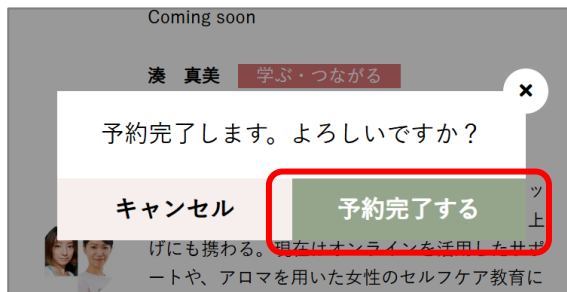 Coming soon
湊　真美　学ぶ・つながる
×
予約完了します。よろしいですか？
ッ
キャンセル　予約完了する
上
げにも携わる。現在はオンラインを活用したサポ
ートや、アロマを用いた女性のセルフケア教育に